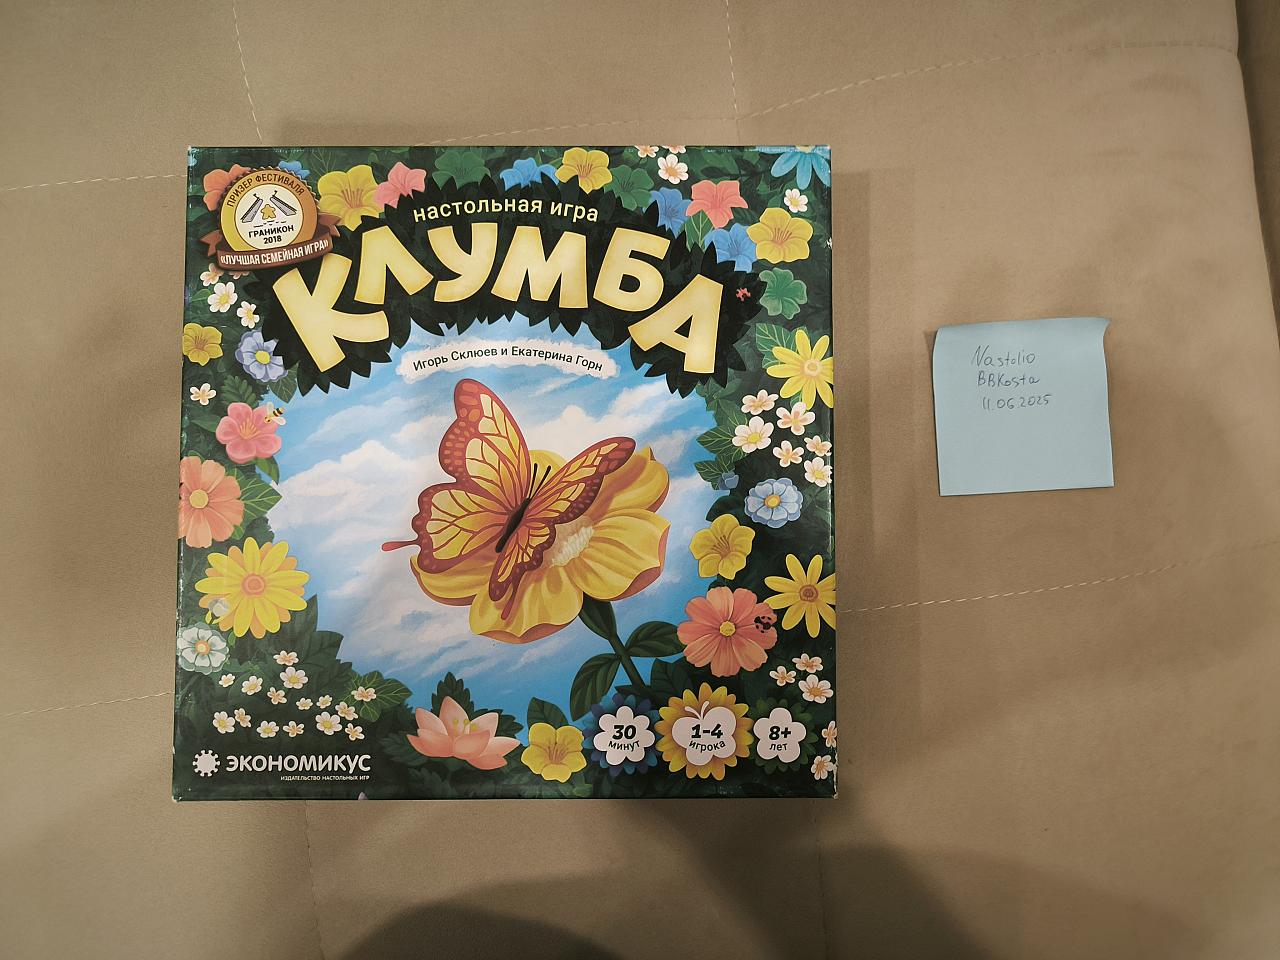 ПРИЗЕР ФЕСТИВАЛЯ
ГРАНИКОН
2018
«ЛУЧШАЯ СЕМЕЙНАЯ ИГРА»
настольная игра
КЛУМБА
Игорь Склюев и Екатерина Горн
30
минут
1-4
игрока
8+
лет
ЭКОНОМИКУС
ИЗДАТЕЛЬСТВО НАСТОЛЬНЫХ ИГР
Nastolio
BBKosta
11.06.2025